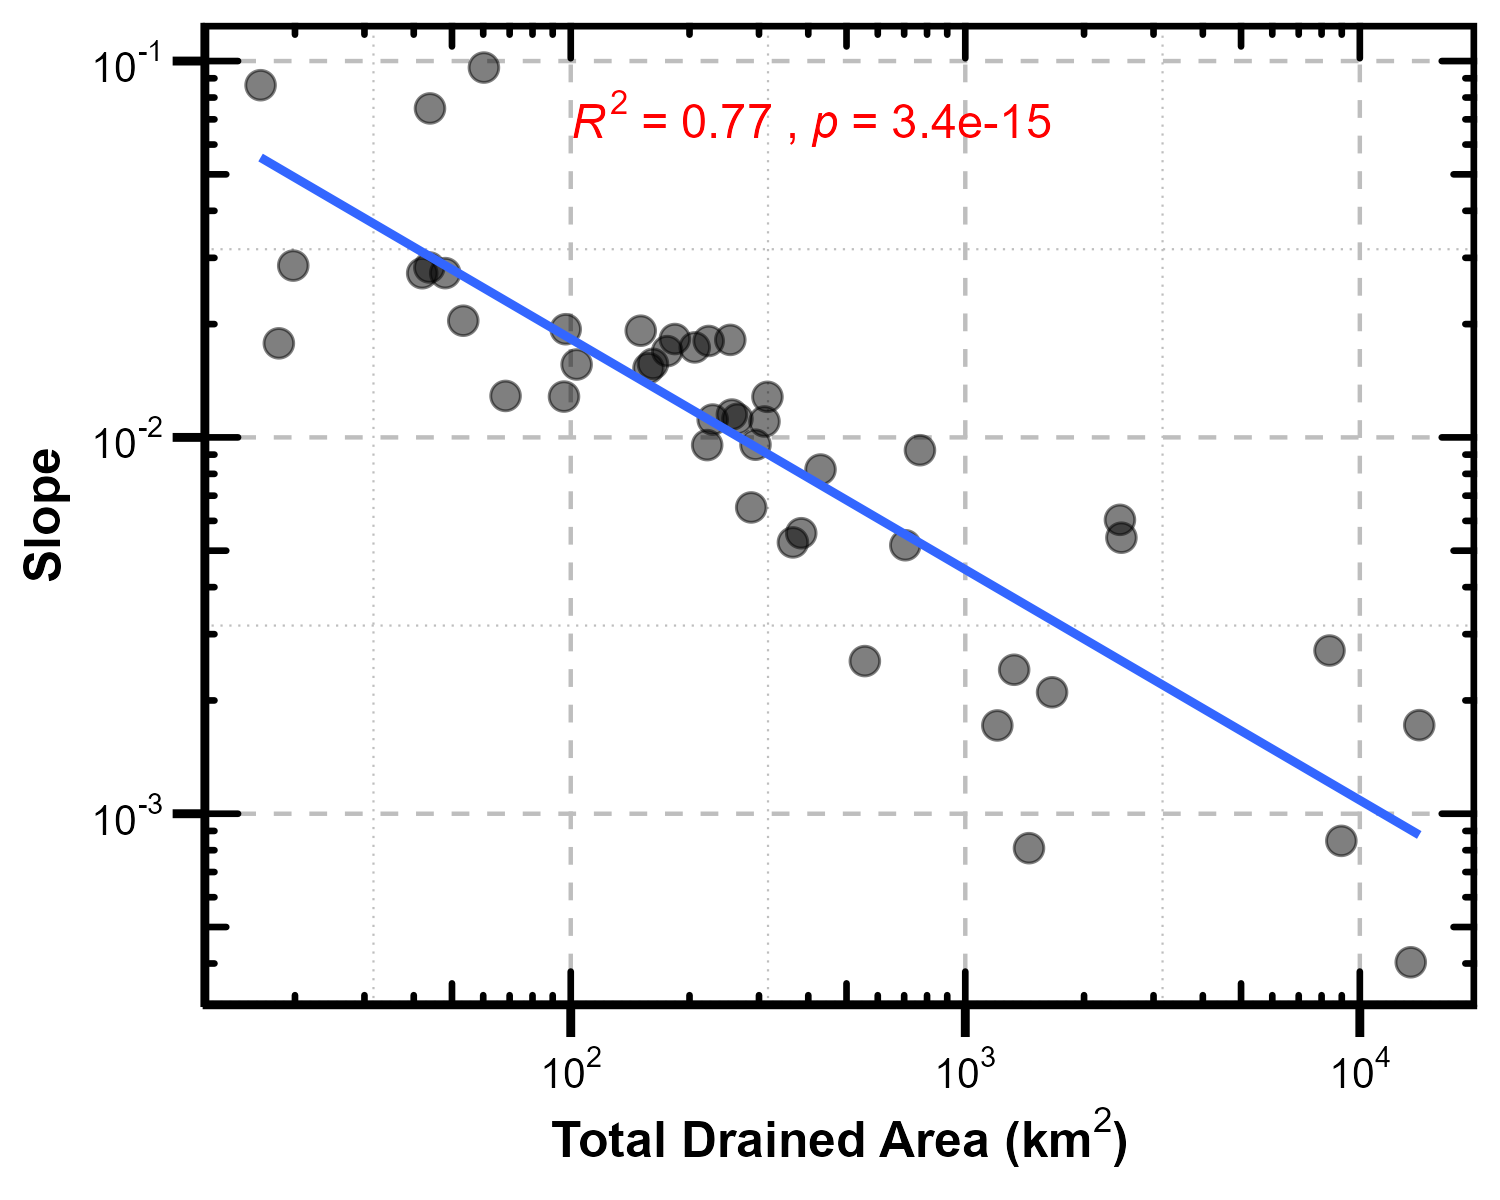 10⁻¹
R² = 0.77 , p = 3.4e-15
10⁻²
Slope
10⁻³
10² 10³ 10⁴
Total Drained Area (km²)